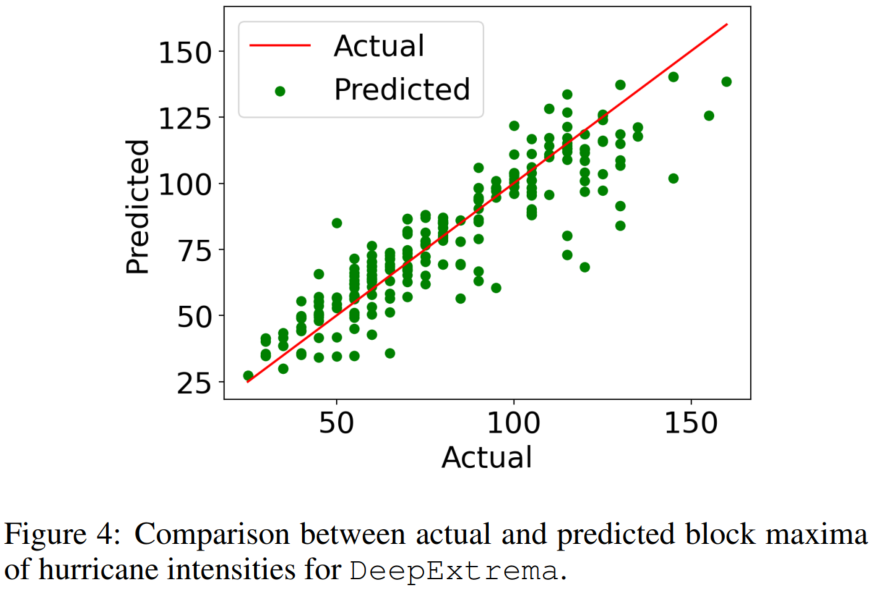 Actual
Predicted
150
125
100
75
50
25
Predicted
50
100
150
Actual
Figure 4: Comparison between actual and predicted block maxima
of hurricane intensities for DeepExtrema.